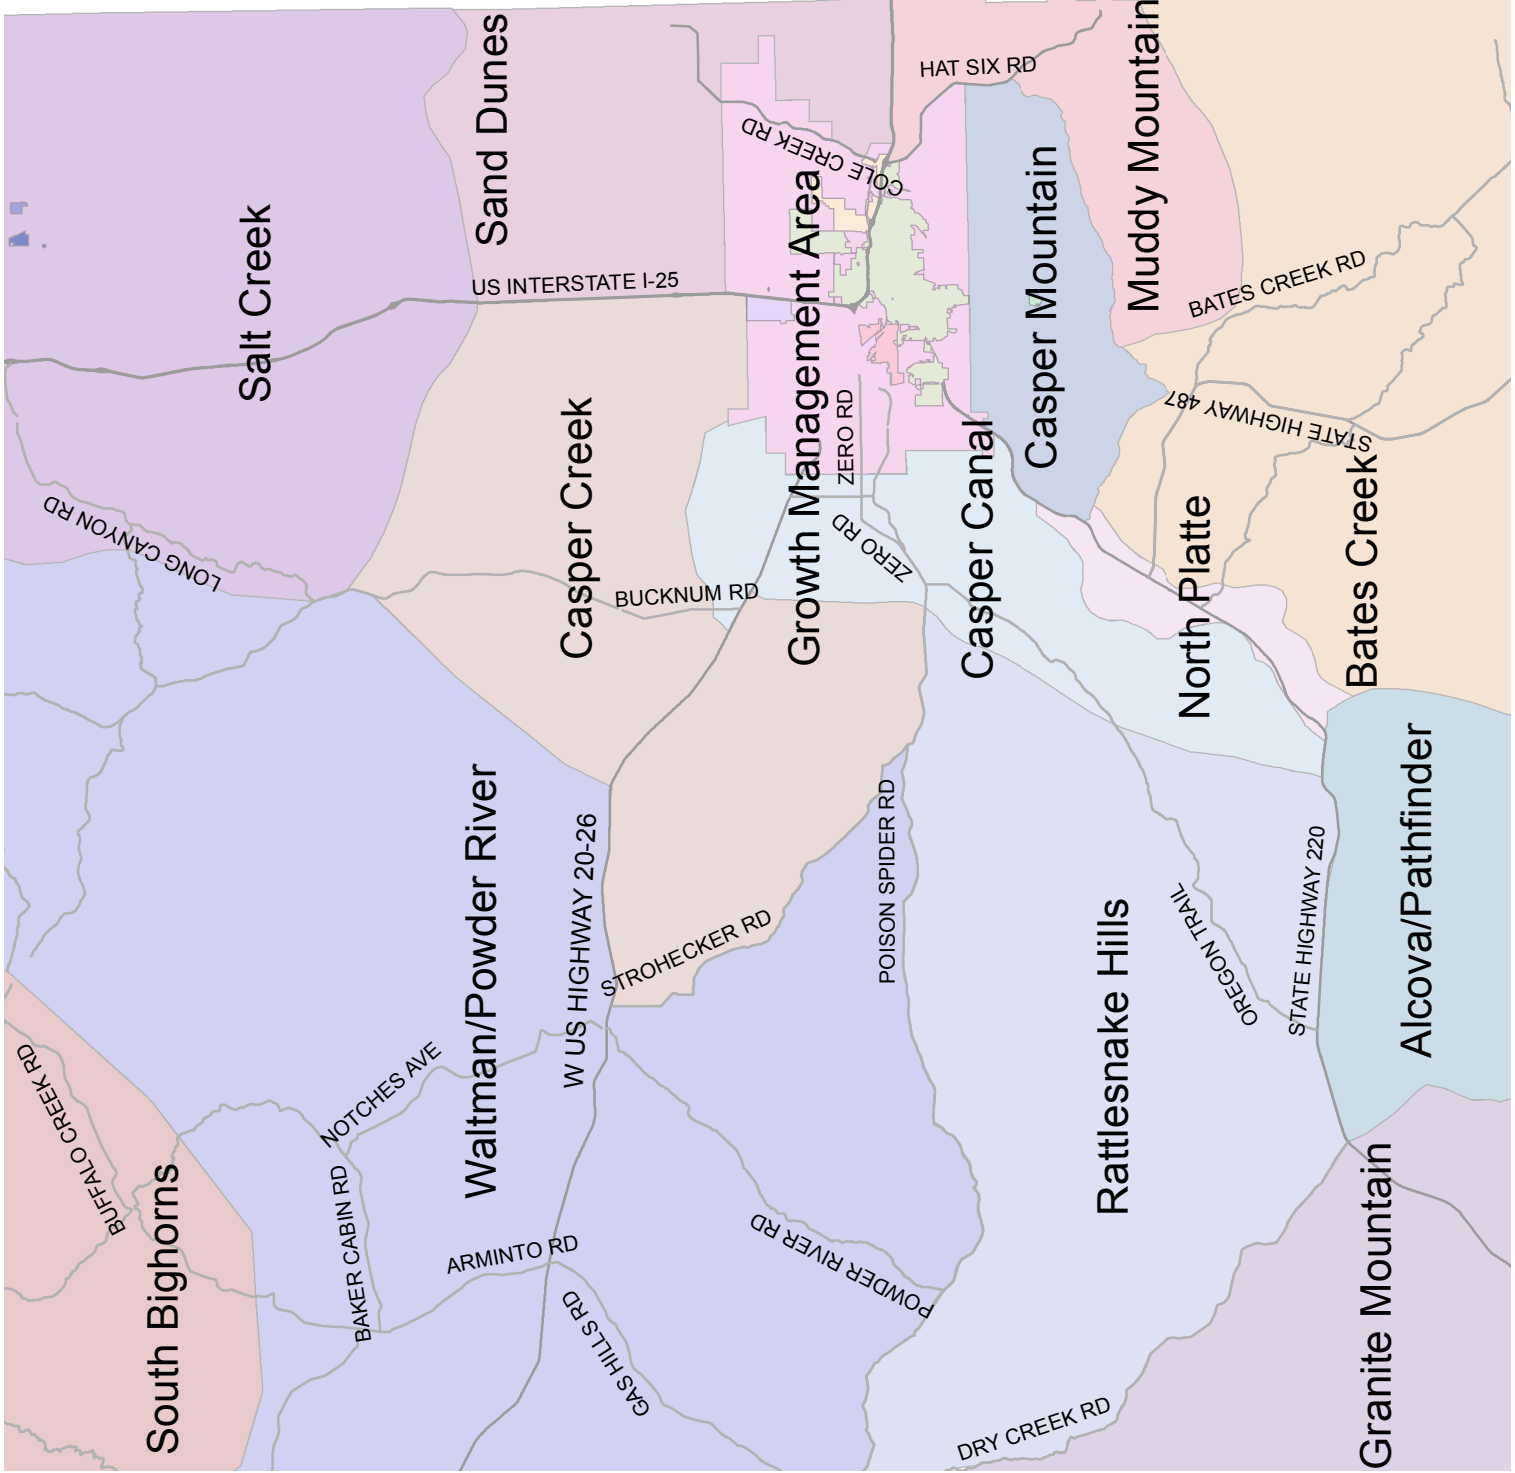 South Bighorns
Waltman/Powder River
Salt Creek
Sand Dunes
Casper Creek
Growth Management Area
Casper Canal
Casper Mountain
Muddy Mountain
North Platte
Bates Creek
Rattlesnake Hills
Alcova/Pathfinder
Granite Mountain
HAT SIX RD
COLE CREEK RD
US INTERSTATE I-25
BATES CREEK RD
STATE HIGHWAY 487
ZERO RD
ZERO RD
LONG CANYON RD
BUCKNUM RD
POISON SPIDER RD
W US HIGHWAY 20-26
STROHECKER RD
OREGON TRAIL
STATE HIGHWAY 220
NOTCHES AVE
BUFFALO CREEK RD
BAKER CABIN RD
ARMINTO RD
POWDER RIVER RD
GAS HILLS RD
DRY CREEK RD